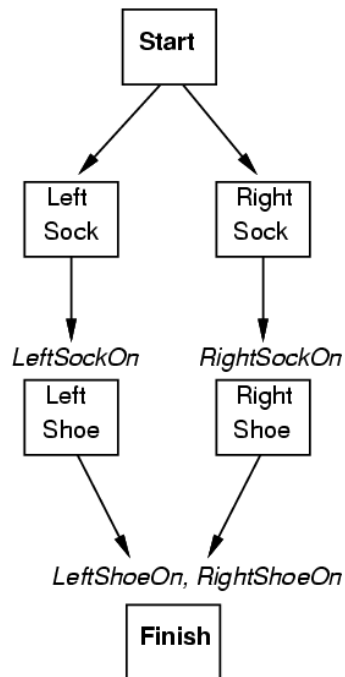 Start
Left
Sock
Right
Sock
LeftSockOn
RightSockOn
Left
Shoe
Right
Shoe
LeftShoeOn, RightShoeOn
Finish